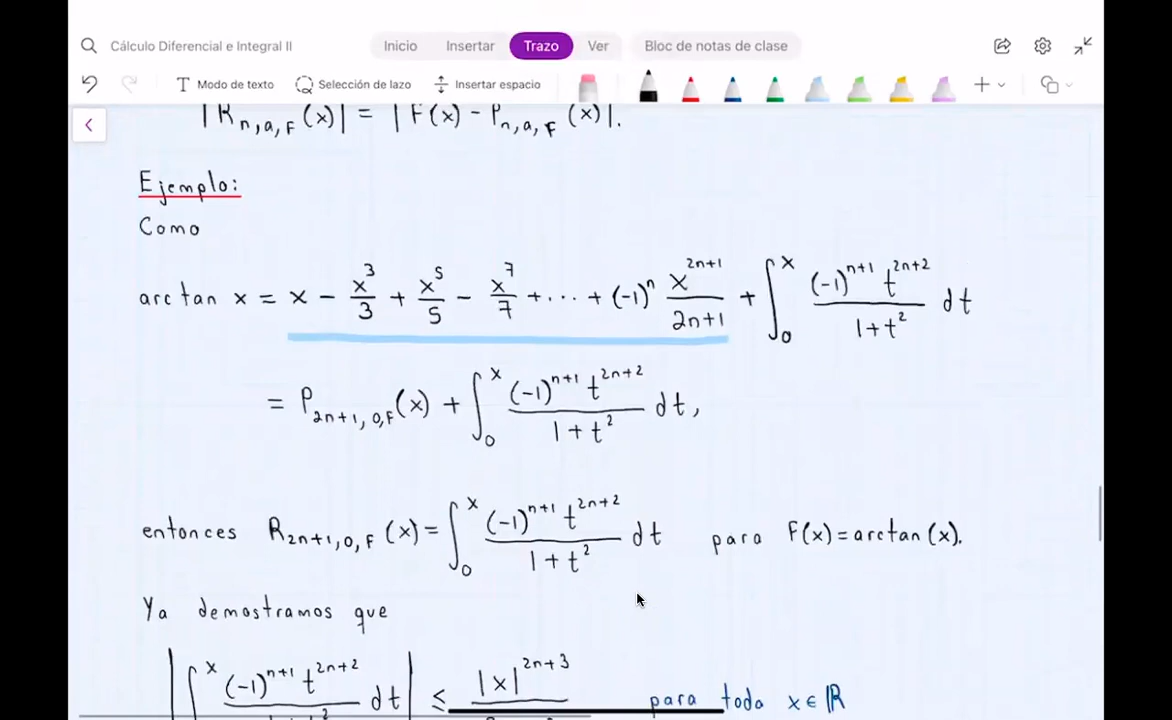 Cálculo Diferencial e Integral II Inicio Insertar Trazo Ver Bloc de notas de clase
Modo de texto Selección de lazo Insertar espacio
|R_{n,a,F}(x)| = |F(x) - P_{n,a,F}(x)|.
Ejemplo:
Como
arctan x = x - x^3/3 + x^5/5 - x^7/7 + ... + (-1)^n x^{2n+1}/2n+1 + ∫_0^x (-1)^{n+1} t^{2n+2}/1+t^2 dt
= P_{2n+1,0,F}(x) + ∫_0^x (-1)^{n+1} t^{2n+2}/1+t^2 dt,
entonces R_{2n+1,0,F}(x) = ∫_0^x (-1)^{n+1} t^{2n+2}/1+t^2 dt para F(x)=arctan(x).
Ya demostramos que
|∫^x (-1)^{n+1} t^{2n+2} dt| ≤ |x|^{2n+3} para toda x∈ℝ